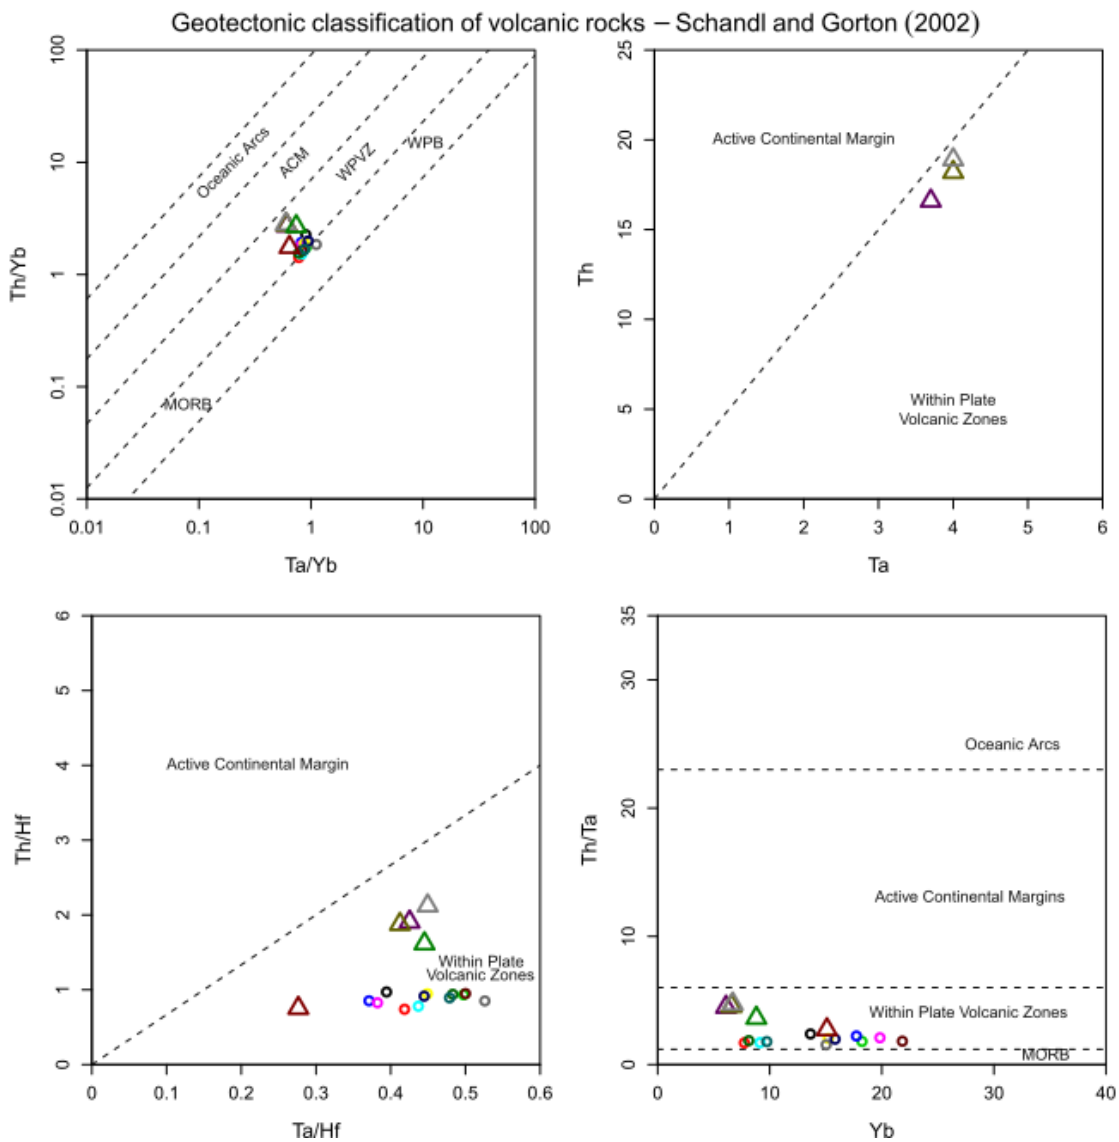 Geotectonic classification of volcanic rocks – Schandl and Gorton (2002)
100
10
1
0.1
0.01
Th/Yb
Oceanic Arcs
ACM
WPVZ
WPB
MORB
0.01 0.1 1 10 100
Ta/Yb
25
20
15
10
5
0
Th
Active Continental Margin
Within Plate
Volcanic Zones
0 1 2 3 4 5 6
Ta
6
5
4
3
2
1
0
Th/Hf
Active Continental Margin
Within Plate
Volcanic Zones
0 0.1 0.2 0.3 0.4 0.5 0.6
Ta/Hf
35
30
20
10
0
Th/Ta
Oceanic Arcs
Active Continental Margins
Within Plate Volcanic Zones
MORB
0 10 20 30 40
Yb